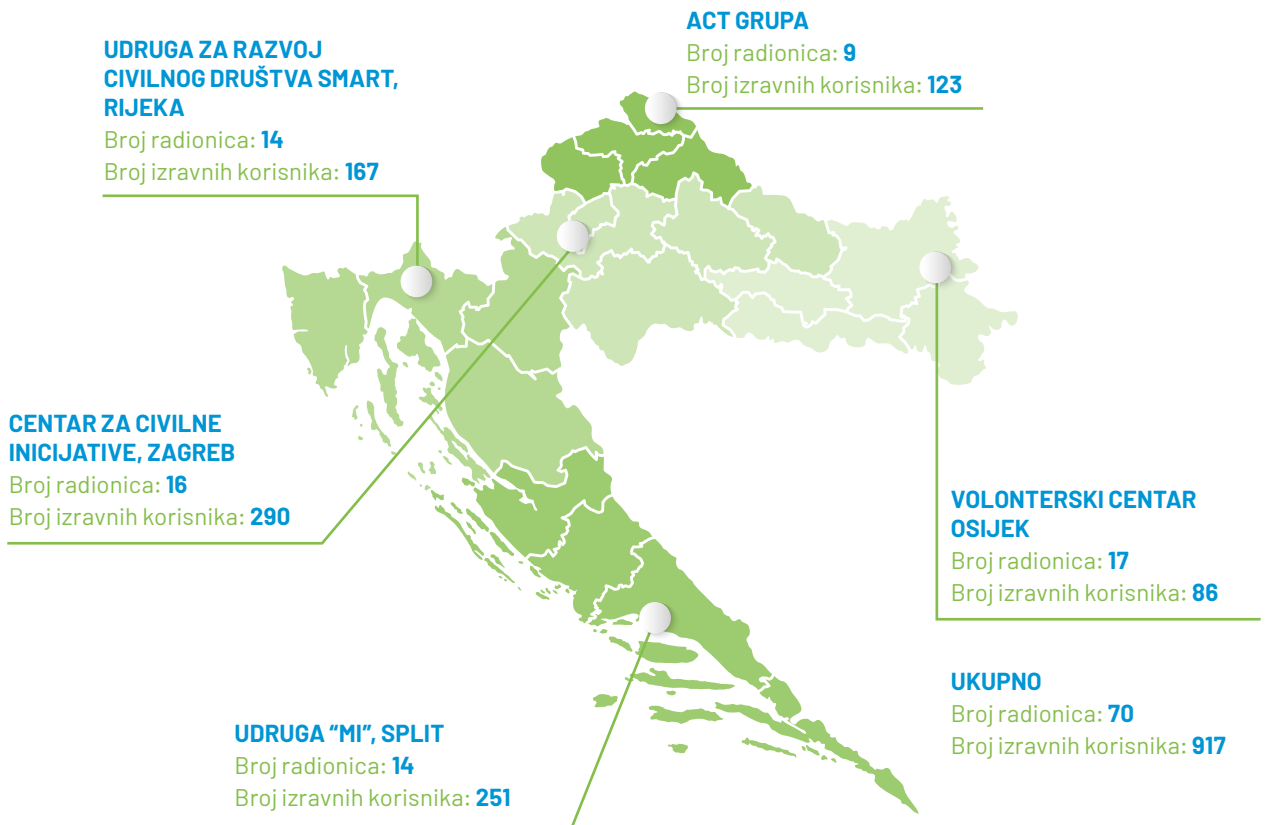 ACT GRUPA
Broj radionica: 9
Broj izravnih korisnika: 123
UDRUGA ZA RAZVOJ
CIVILNOG DRUŠTVA SMART,
RIJEKA
Broj radionica: 14
Broj izravnih korisnika: 167
CENTAR ZA CIVILNE
INICIJATIVE, ZAGREB
Broj radionica: 16
Broj izravnih korisnika: 290
VOLONTERSKI CENTAR
OSIJEK
Broj radionica: 17
Broj izravnih korisnika: 86
UKUPNO
Broj radionica: 70
Broj izravnih korisnika: 917
UDRUGA “MI”, SPLIT
Broj radionica: 14
Broj izravnih korisnika: 251